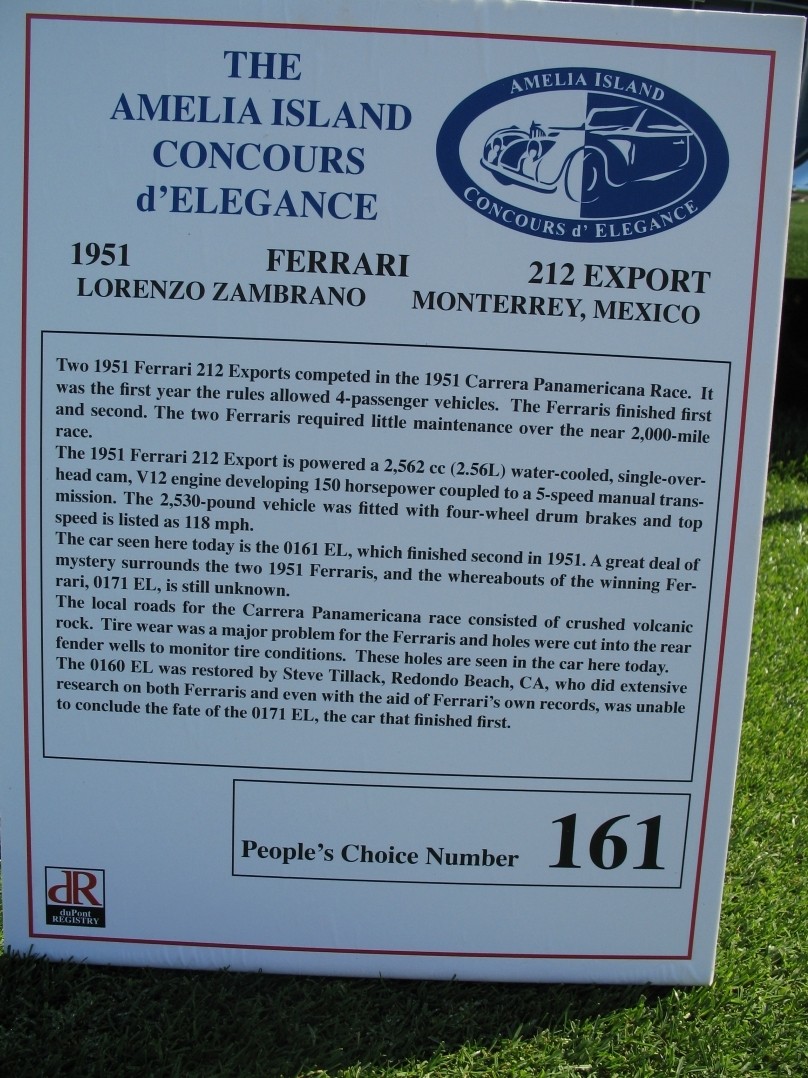 THE
AMELIA ISLAND
CONCOURS
d'ELEGANCE
AMELIA ISLAND
CONCOURS d' ELEGANCE
1951 FERRARI 212 EXPORT
LORENZO ZAMBRANO MONTERREY, MEXICO
Two 1951 Ferrari 212 Exports competed in the 1951 Carrera Panamericana Race. It
was the first year the rules allowed 4-passenger vehicles. The Ferraris finished first
and second. The two Ferraris required little maintenance over the near 2,000-mile
race.
The 1951 Ferrari 212 Export is powered a 2,562 cc (2.56L) water-cooled, single-over-
head cam, V12 engine developing 150 horsepower coupled to a 5-speed manual trans-
mission. The 2,530-pound vehicle was fitted with four-wheel drum brakes and top
speed is listed as 118 mph.
The car seen here today is the 0161 EL, which finished second in 1951. A great deal of
mystery surrounds the two 1951 Ferraris, and the whereabouts of the winning Fer-
rari, 0171 EL, is still unknown.
The local roads for the Carrera Panamericana race consisted of crushed volcanic
rock. Tire wear was a major problem for the Ferraris and holes were cut into the rear
fender wells to monitor tire conditions. These holes are seen in the car here today.
The 0160 EL was restored by Steve Tillack, Redondo Beach, CA, who did extensive
research on both Ferraris and even with the aid of Ferrari's own records, was unable
to conclude the fate of the 0171 EL, the car that finished first.
People's Choice Number 161
dR
duPont
REGISTRY